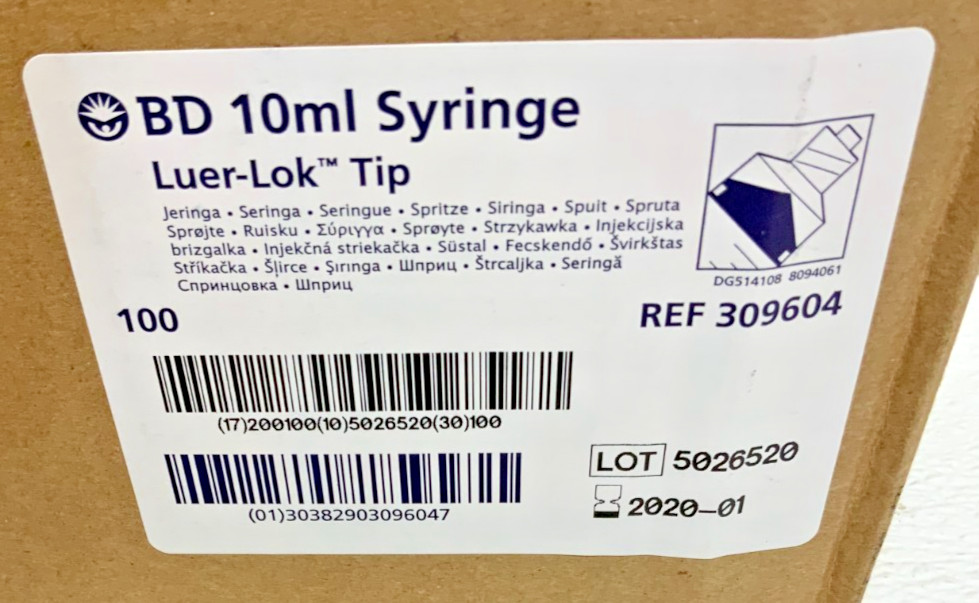 BD 10ml Syringe
Luer-Lok™ Tip
Jeringa • Seringa • Seringue • Spritze • Siringa • Spuit • Spruta
Sprøjte • Ruisku • Σύριγγα • Sprøyte • Strzykawka • Injekcijska
brizgalka • Injekčná striekačka • Süstal • Fecskendő • Švirkštas
Stříkačka • Šļirce • Şırınga • Шприц • Štrcaljka • Seringă
Спринцовка • Шприц
DG514108 8094061
100
REF 309604
(17)200100(10)5026520(30)100
(01)30382903096047
LOT 5026520
2020-01